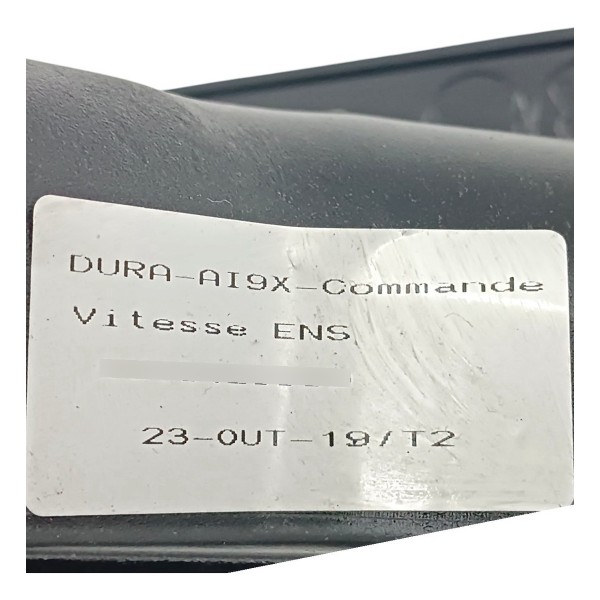 DURA-AI9X-Commande
Vitesse ENS
23-OUT-19/T2